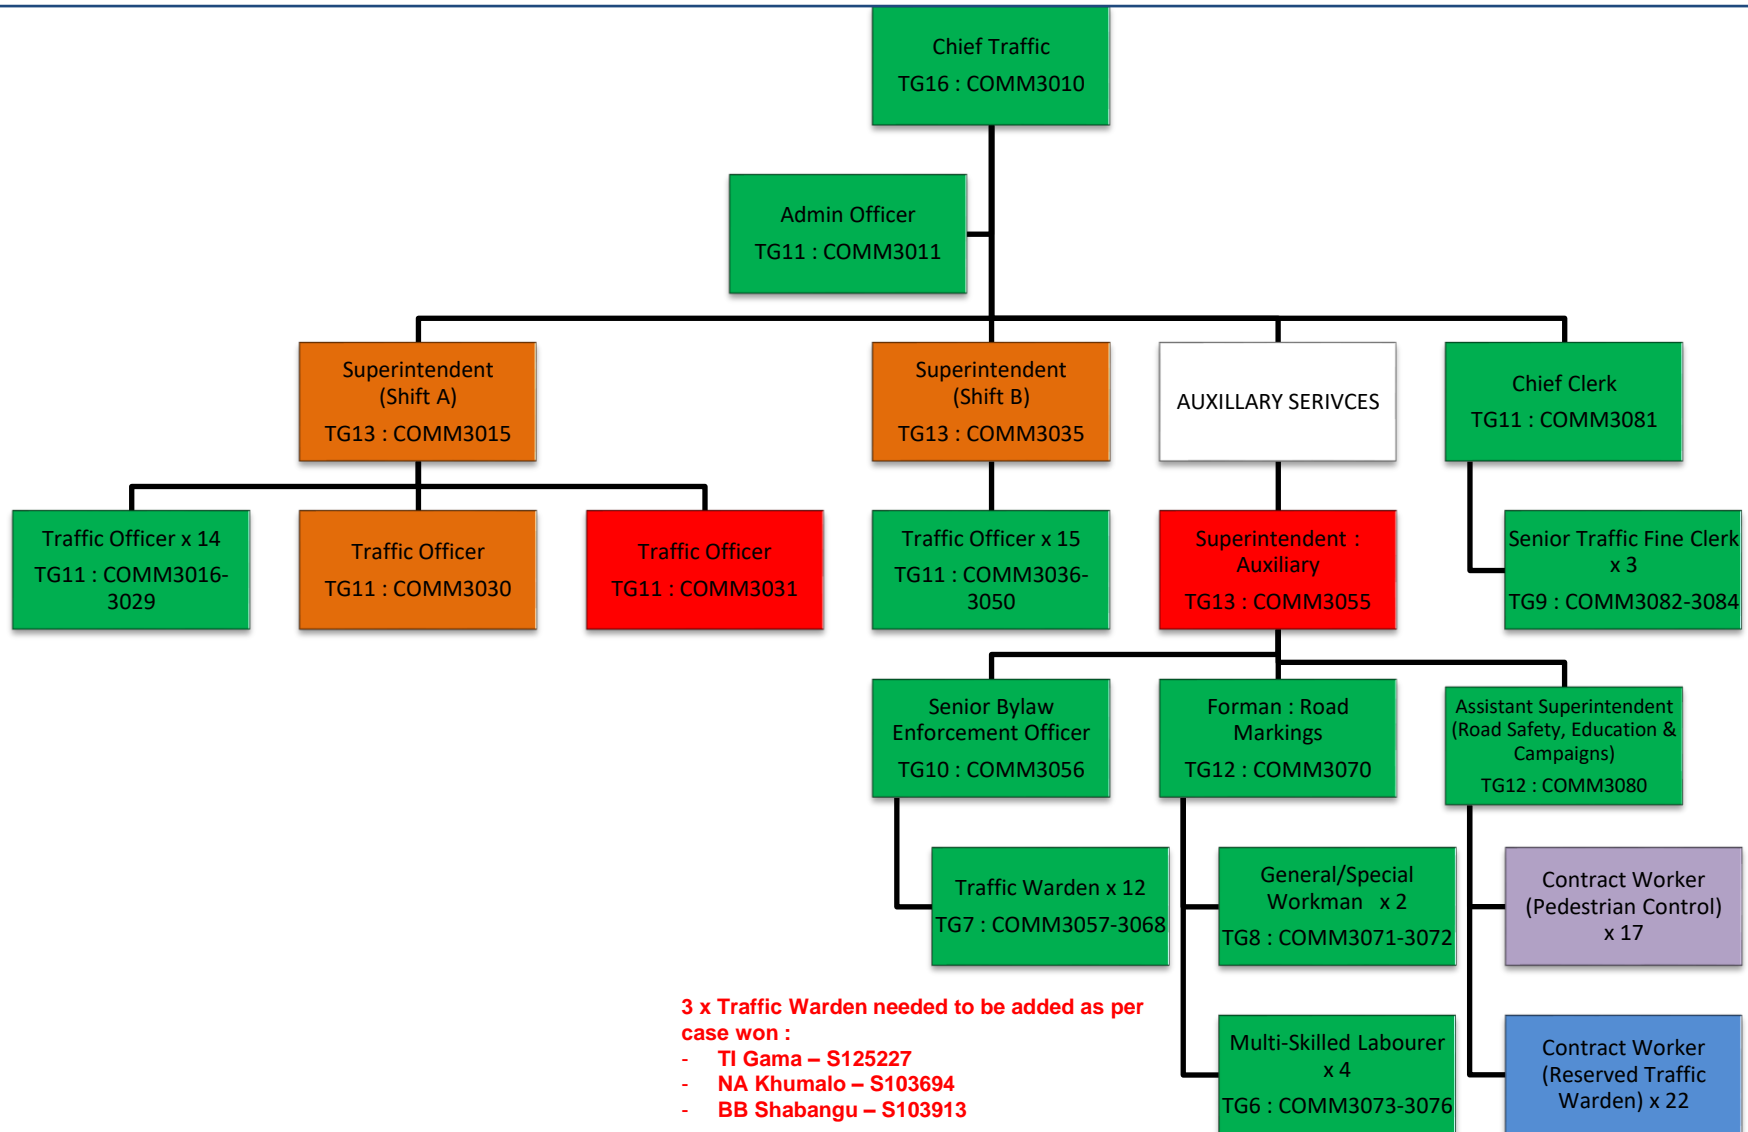 Chief Traffic
TG16 : COMM3010
Admin Officer
TG11 : COMM3011
Superintendent
(Shift A)
TG13 : COMM3015
Superintendent
(Shift B)
TG13 : COMM3035
AUXILLARY SERIVCES
Chief Clerk
TG11 : COMM3081
Traffic Officer x 14
TG11 : COMM3016-
3029
Traffic Officer
TG11 : COMM3030
Traffic Officer
TG11 : COMM3031
Traffic Officer x 15
TG11 : COMM3036-
3050
Superintendent :
Auxiliary
TG13 : COMM3055
Senior Traffic Fine Clerk
x 3
TG9 : COMM3082-3084
Senior Bylaw
Enforcement Officer
TG10 : COMM3056
Forman : Road
Markings
TG12 : COMM3070
Assistant Superintendent
(Road Safety, Education &
Campaigns)
TG12 : COMM3080
Traffic Warden x 12
TG7 : COMM3057-3068
General/Special
Workman x 2
TG8 : COMM3071-3072
Contract Worker
(Pedestrian Control)
x 17
3 x Traffic Warden needed to be added as per
case won :
- TI Gama – S125227
- NA Khumalo – S103694
- BB Shabangu – S103913
Multi-Skilled Labourer
x 4
TG6 : COMM3073-3076
Contract Worker
(Reserved Traffic
Warden) x 22